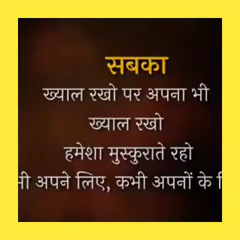 सबका
ख्याल रखो पर अपना भी
ख्याल रखो
हमेशा मुस्कुराते रहो
अपने लिए, कभी अपनों के